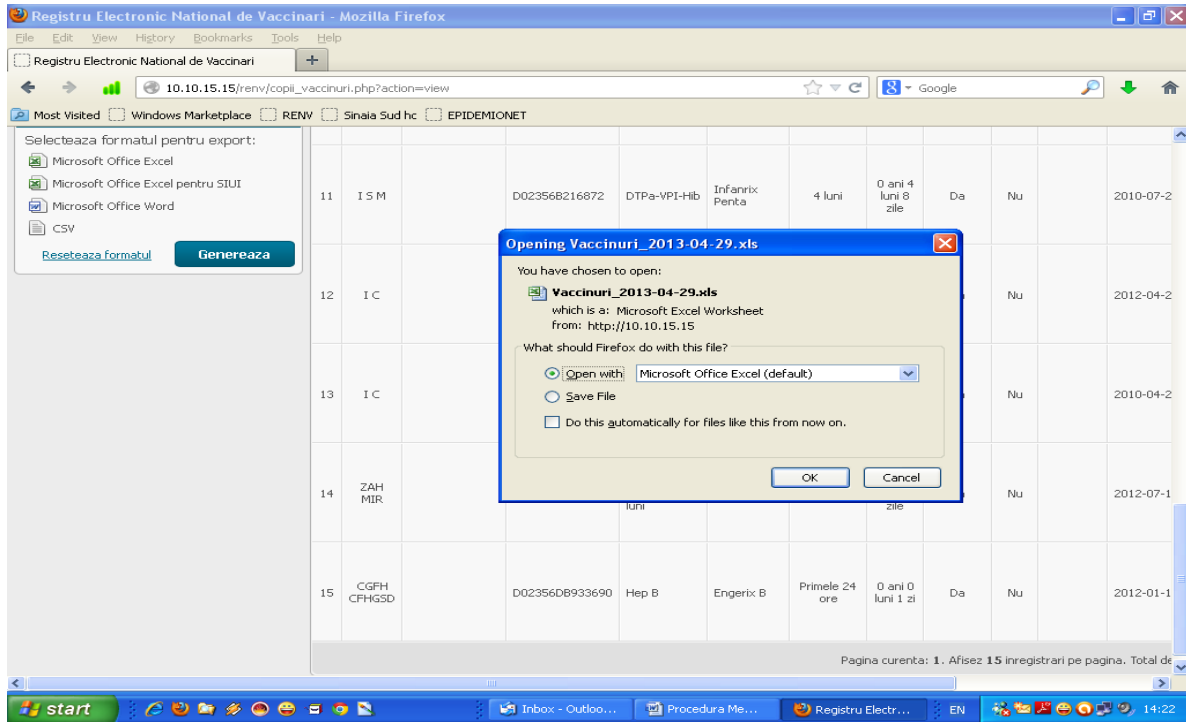 Registru Electronic National de Vaccinari - Mozilla Firefox
File Edit View History Bookmarks Tools Help
Registru Electronic National de Vaccinari +
10.10.15.15/renv/copii_vaccinuri.php?action=view
8 Google
Most Visited Windows Marketplace RENV Sinaia Sud hc EPIDEMIONET
Selecteaza formatul pentru export:
Microsoft Office Excel
Microsoft Office Excel pentru SIUI
Microsoft Office Word
CSV
Reseteaza formatul Genereaza
11 I S M D02356B216872 DTPa-VPI-Hib Infanrix Penta 4 luni 0 ani 4 luni 8 zile Da Nu 2010-07-2
12 I C Nu 2012-04-2
13 I C Nu 2010-04-2
14 ZAH MIR luni zile Nu 2012-07-1
15 CGFH CFHGSD D02356DB933690 Hep B Engerix B Primele 24 ore 0 ani 0 luni 1 zi Da Nu 2012-01-1
Opening Vaccinuri_2013-04-29.xls
You have chosen to open:
Vaccinuri_2013-04-29.xls
which is a: Microsoft Excel Worksheet
from: http://10.10.15.15
What should Firefox do with this file?
Open with Microsoft Office Excel (default)
Save File
Do this automatically for files like this from now on.
OK Cancel
Pagina curenta: 1. Afisez 15 inregistrari pe pagina. Total de
start Inbox - Outloo... Procedura Me... Registru Electr... EN 14:22